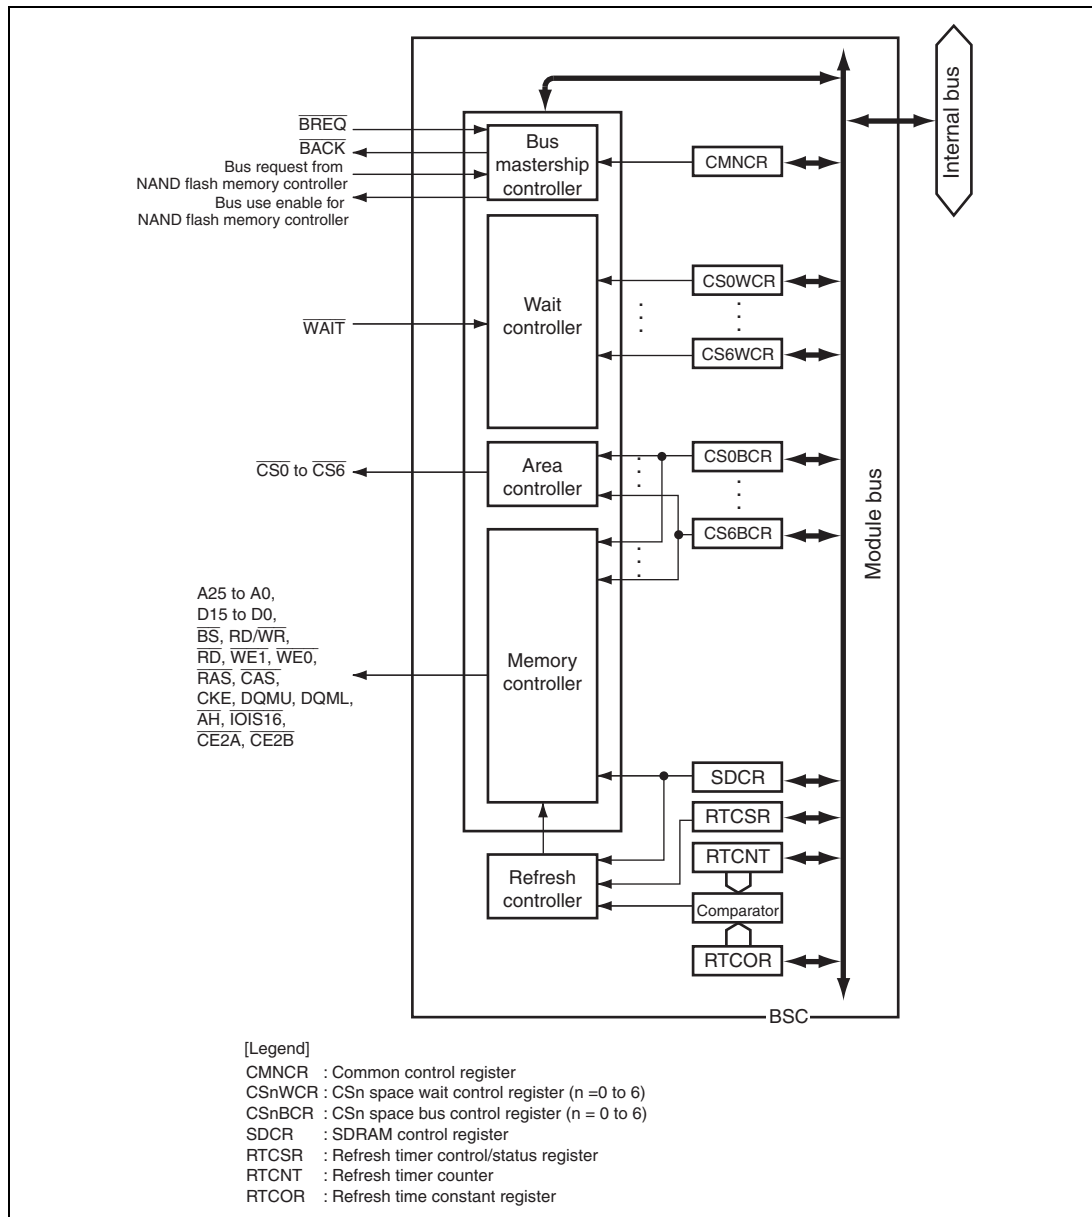 BREQ
BACK
Bus request from
NAND flash memory controller
Bus use enable for
NAND flash memory controller
Bus
mastership
controller
CMNCR
Internal bus
WAIT
Wait
controller
CS0WCR
CS6WCR
CS0 to CS6
Area
controller
CS0BCR
CS6BCR
Module bus
A25 to A0,
D15 to D0,
BS, RD/WR,
RD, WE1, WE0,
RAS, CAS,
CKE, DQMU, DQML,
AH, IOIS16,
CE2A, CE2B
Memory
controller
SDCR
RTCSR
RTCNT
Comparator
RTCOR
Refresh
controller
BSC
[Legend]
CMNCR : Common control register
CSnWCR : CSn space wait control register (n =0 to 6)
CSnBCR : CSn space bus control register (n = 0 to 6)
SDCR : SDRAM control register
RTCSR : Refresh timer control/status register
RTCNT : Refresh timer counter
RTCOR : Refresh time constant register